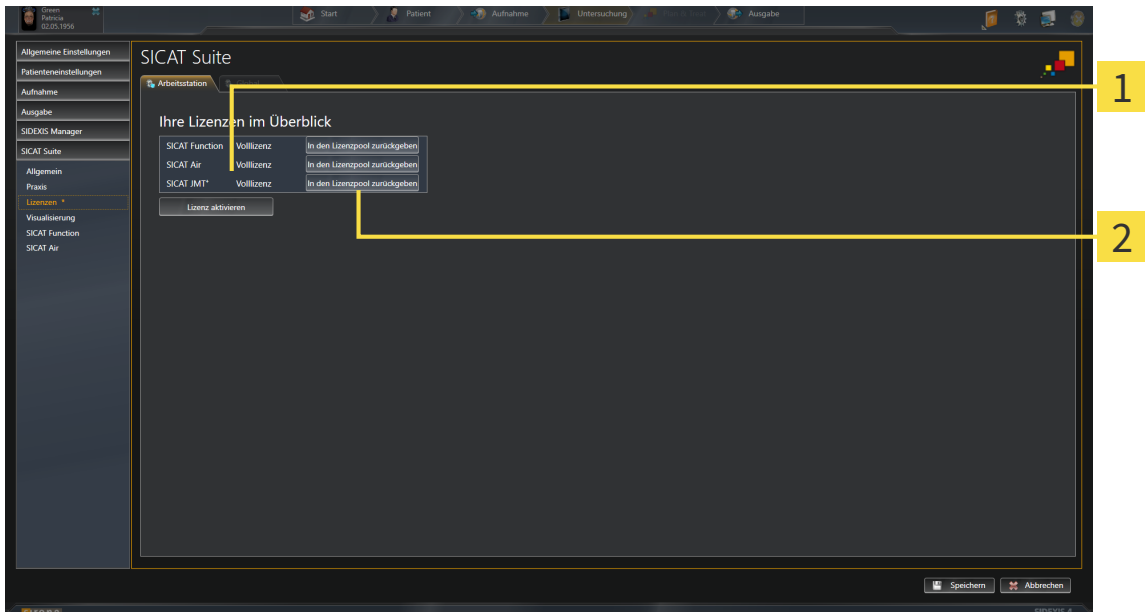 Green
Patricia
02.05.1956
Start
Patient
Aufnahme
Untersuchung
Ausgabe
Allgemeine Einstellungen
Patienteneinstellungen
Aufnahme
Ausgabe
SIDEXIS Manager
SICAT Suite
Allgemein
Praxis
Lizenzen *
Visualisierung
SICAT Function
SICAT Air
SICAT Suite
Arbeitsstation
Global
Ihre Lizenzen im Überblick
SICAT Function Volllizenz In den Lizenzpool zurückgeben
SICAT Air Volllizenz In den Lizenzpool zurückgeben
SICAT JMT+ Volllizenz In den Lizenzpool zurückgeben
Lizenz aktivieren
1
2
Speichern
Abbrechen
SIDEXIS 4